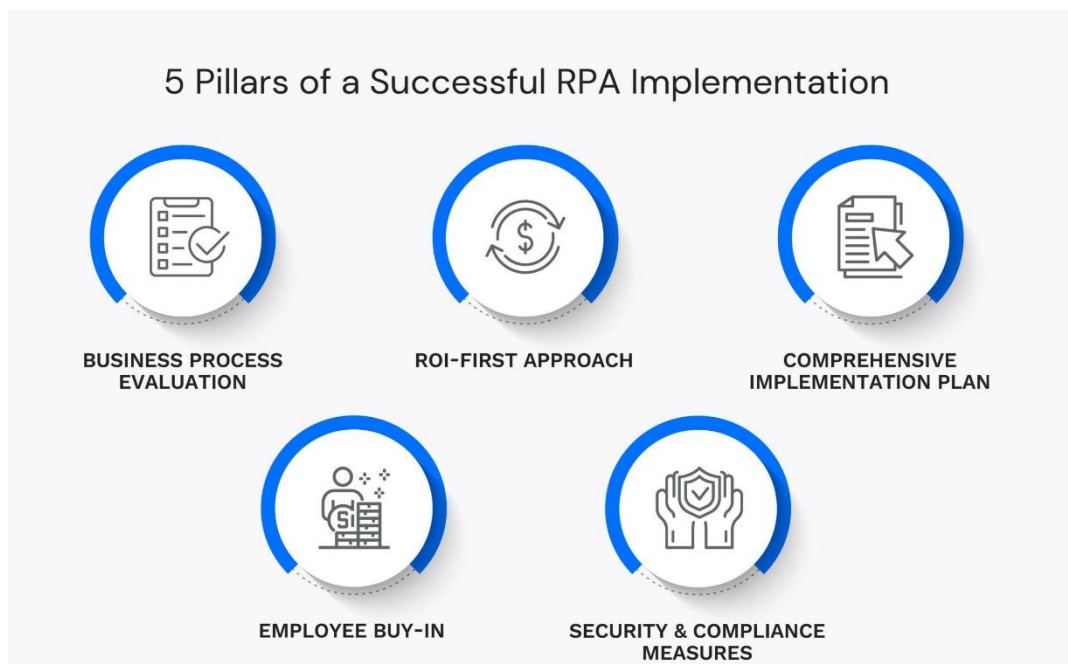 5 Pillars of a Successful RPA Implementation
BUSINESS PROCESS
EVALUATION
ROI-FIRST APPROACH
COMPREHENSIVE
IMPLEMENTATION PLAN
$
Si
EMPLOYEE BUY-IN
SECURITY & COMPLIANCE
MEASURES